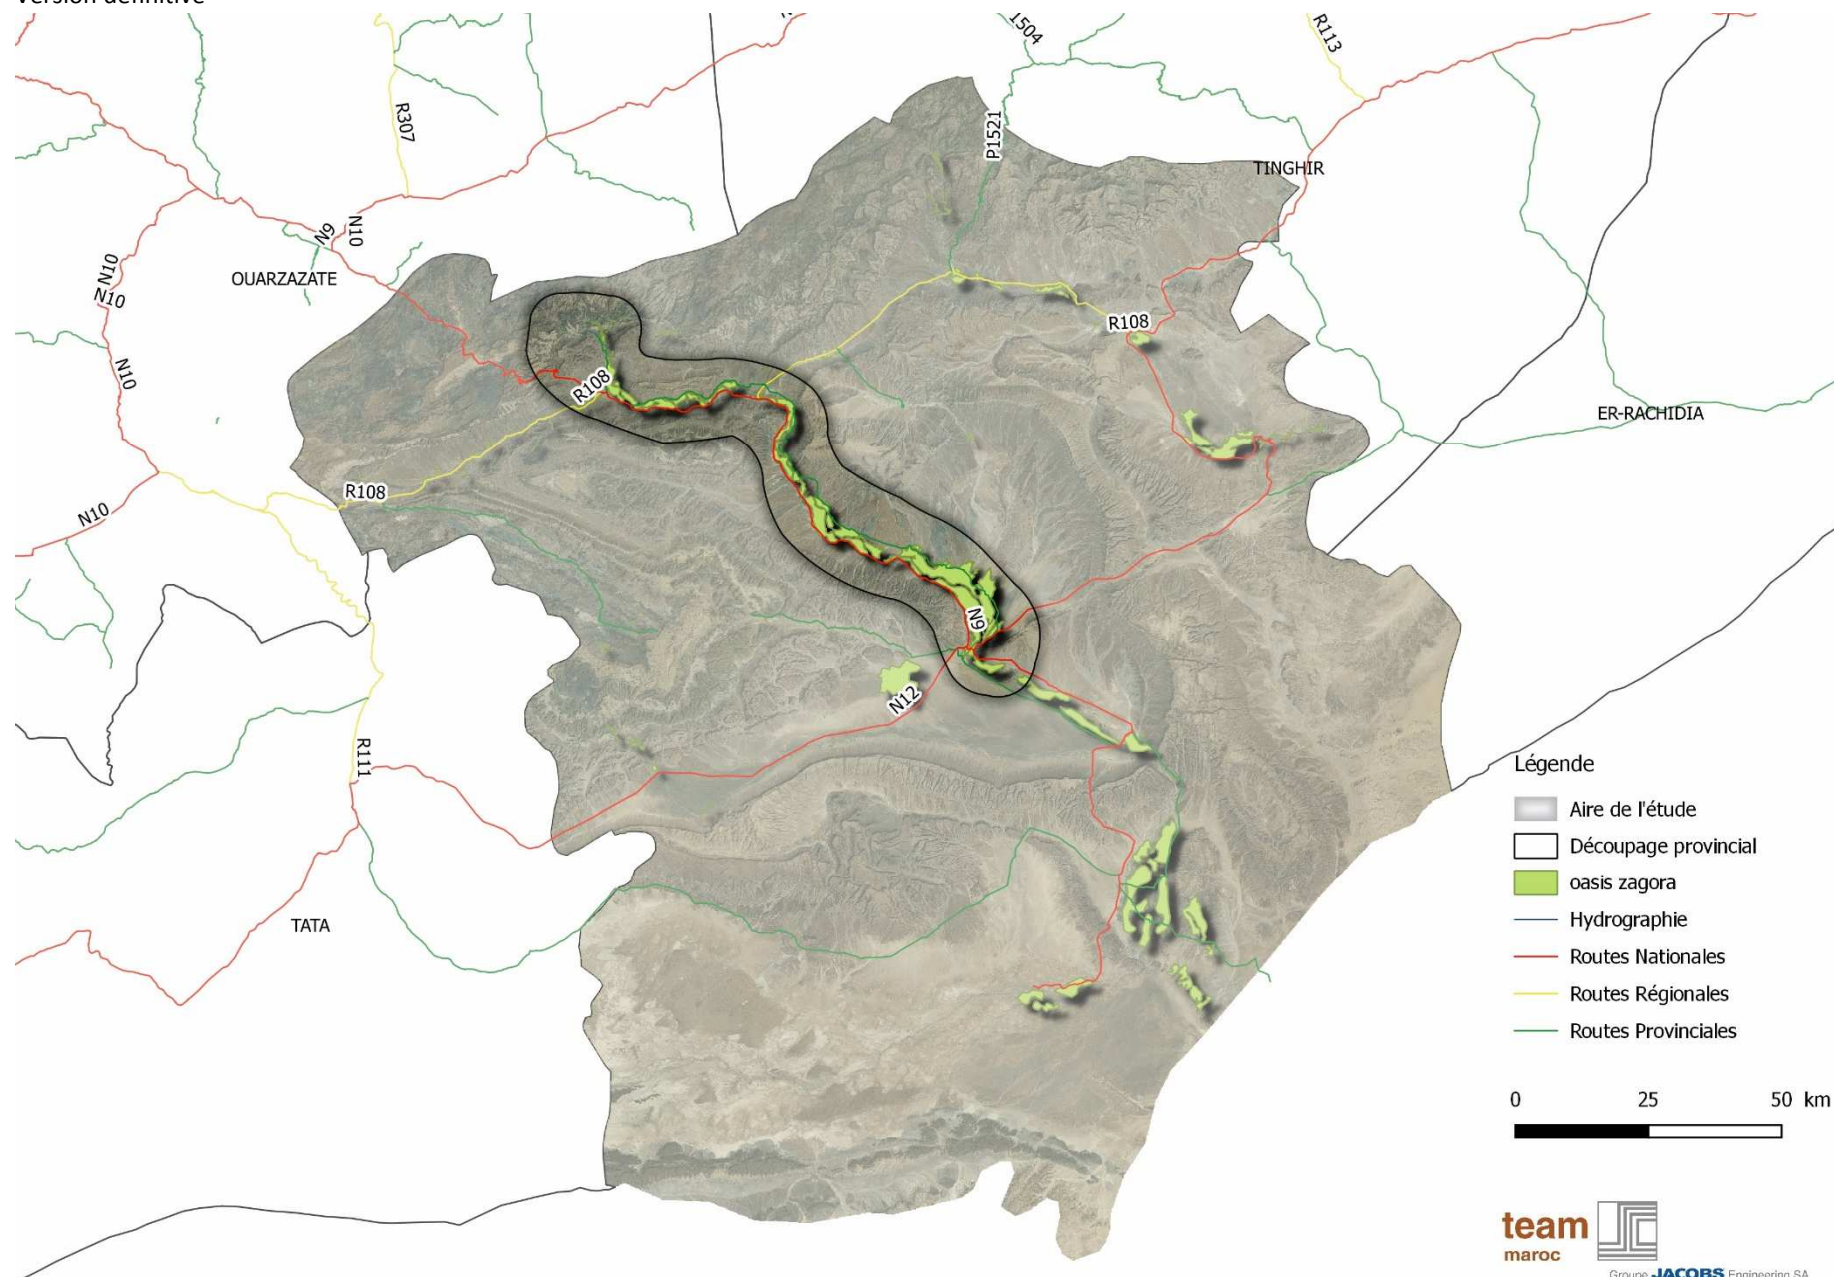 Version définitive
1504
R113
R307
P1521
TINGHIR
N9
N10
OUARZAZATE
N10
N10
R108
R108
N10
ER-RACHIDIA
R108
N10
N9
N12
R111
TATA
Légende
Aire de l'étude
Découpage provincial
oasis zagora
Hydrographie
Routes Nationales
Routes Régionales
Routes Provinciales
0 25 50 km
team
maroc
Groupe JACOBS Engineering SA